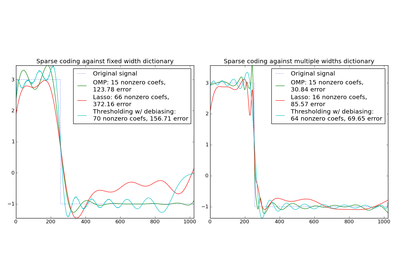 Sparse coding against fixed width dictionary
Original signal
OMP: 15 nonzero coefs,
123.78 error
Lasso: 66 nonzero coefs,
372.16 error
Thresholding w/ debiasing:
70 nonzero coefs, 156.71 error
3
2
1
0
−1
0
200
400
600
800
1000
Sparse coding against multiple widths dictionary
Original signal
OMP: 15 nonzero coefs,
30.84 error
Lasso: 16 nonzero coefs,
85.57 error
Thresholding w/ debiasing:
64 nonzero coefs, 69.65 error
3
2
1
0
−1
0
200
400
600
800
1000